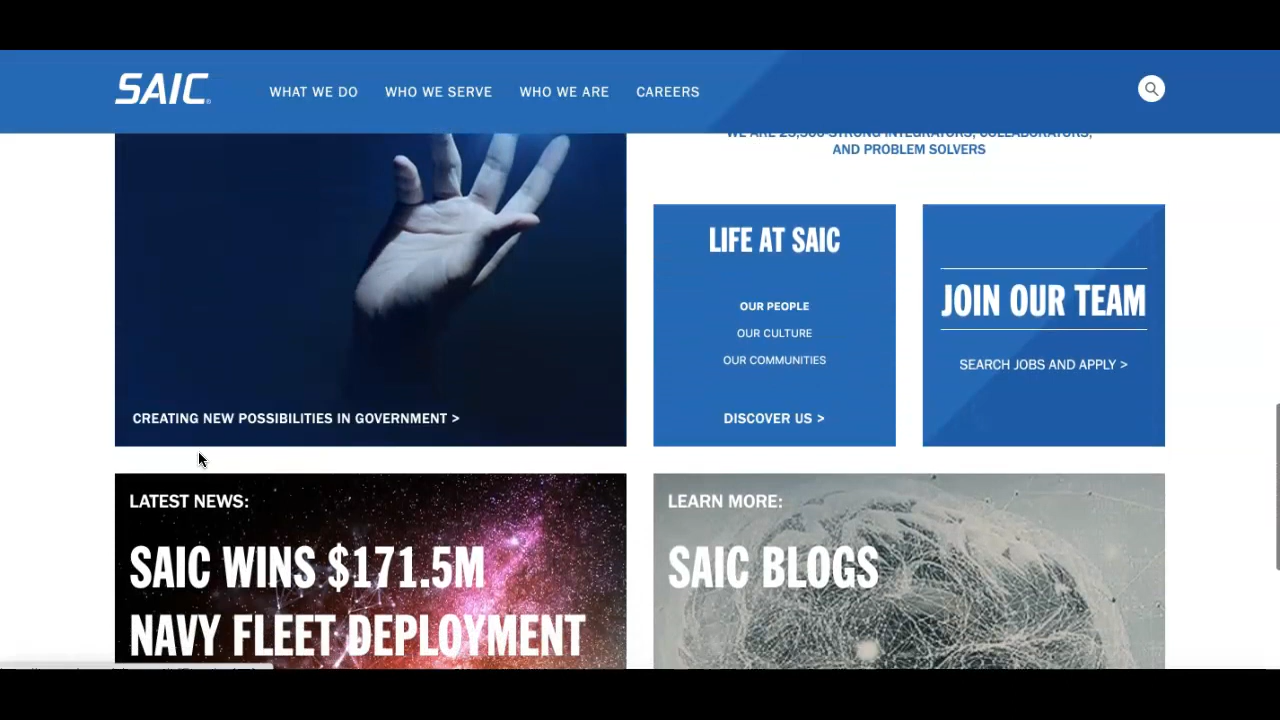 SAIC
WHAT WE DO
WHO WE SERVE
WHO WE ARE
CAREERS
WE ARE 23,500 STRONG INTEGRATORS, COLLABORATORS,
AND PROBLEM SOLVERS
LIFE AT SAIC
OUR PEOPLE
OUR CULTURE
OUR COMMUNITIES
DISCOVER US >
JOIN OUR TEAM
SEARCH JOBS AND APPLY >
CREATING NEW POSSIBILITIES IN GOVERNMENT >
LATEST NEWS:
SAIC WINS $171.5M
NAVY FLEET DEPLOYMENT
LEARN MORE:
SAIC BLOGS